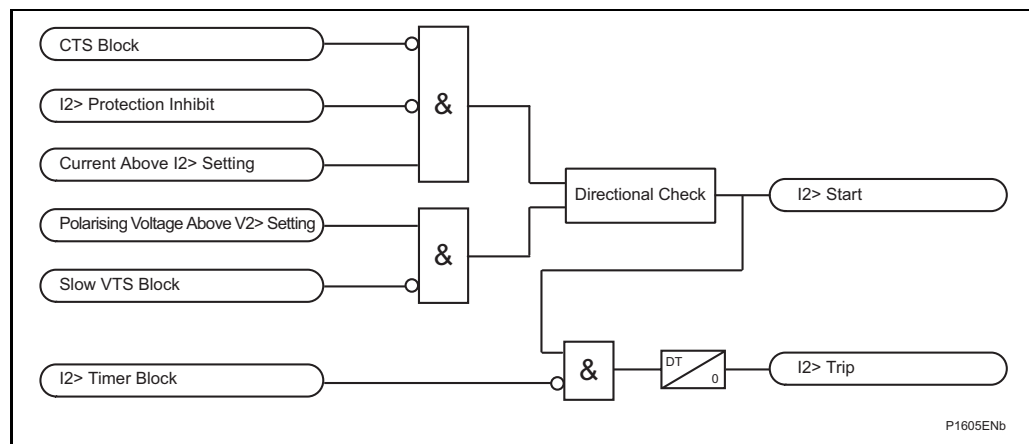 CTS Block
I2> Protection Inhibit
&
Current Above I2> Setting
Directional Check
I2> Start
Polarising Voltage Above V2> Setting
&
Slow VTS Block
I2> Timer Block
&
DT
0
I2> Trip
P1605ENb